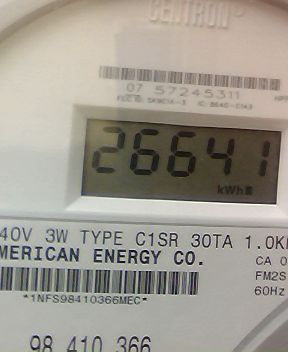 CENTRON
07 57245311
26641
kWh
40V 3W TYPE C1SR 30TA 1.0K
MERICAN ENERGY CO.
CA 0
FM2S
60Hz
*1NFS98410366MEC*
98 410 366